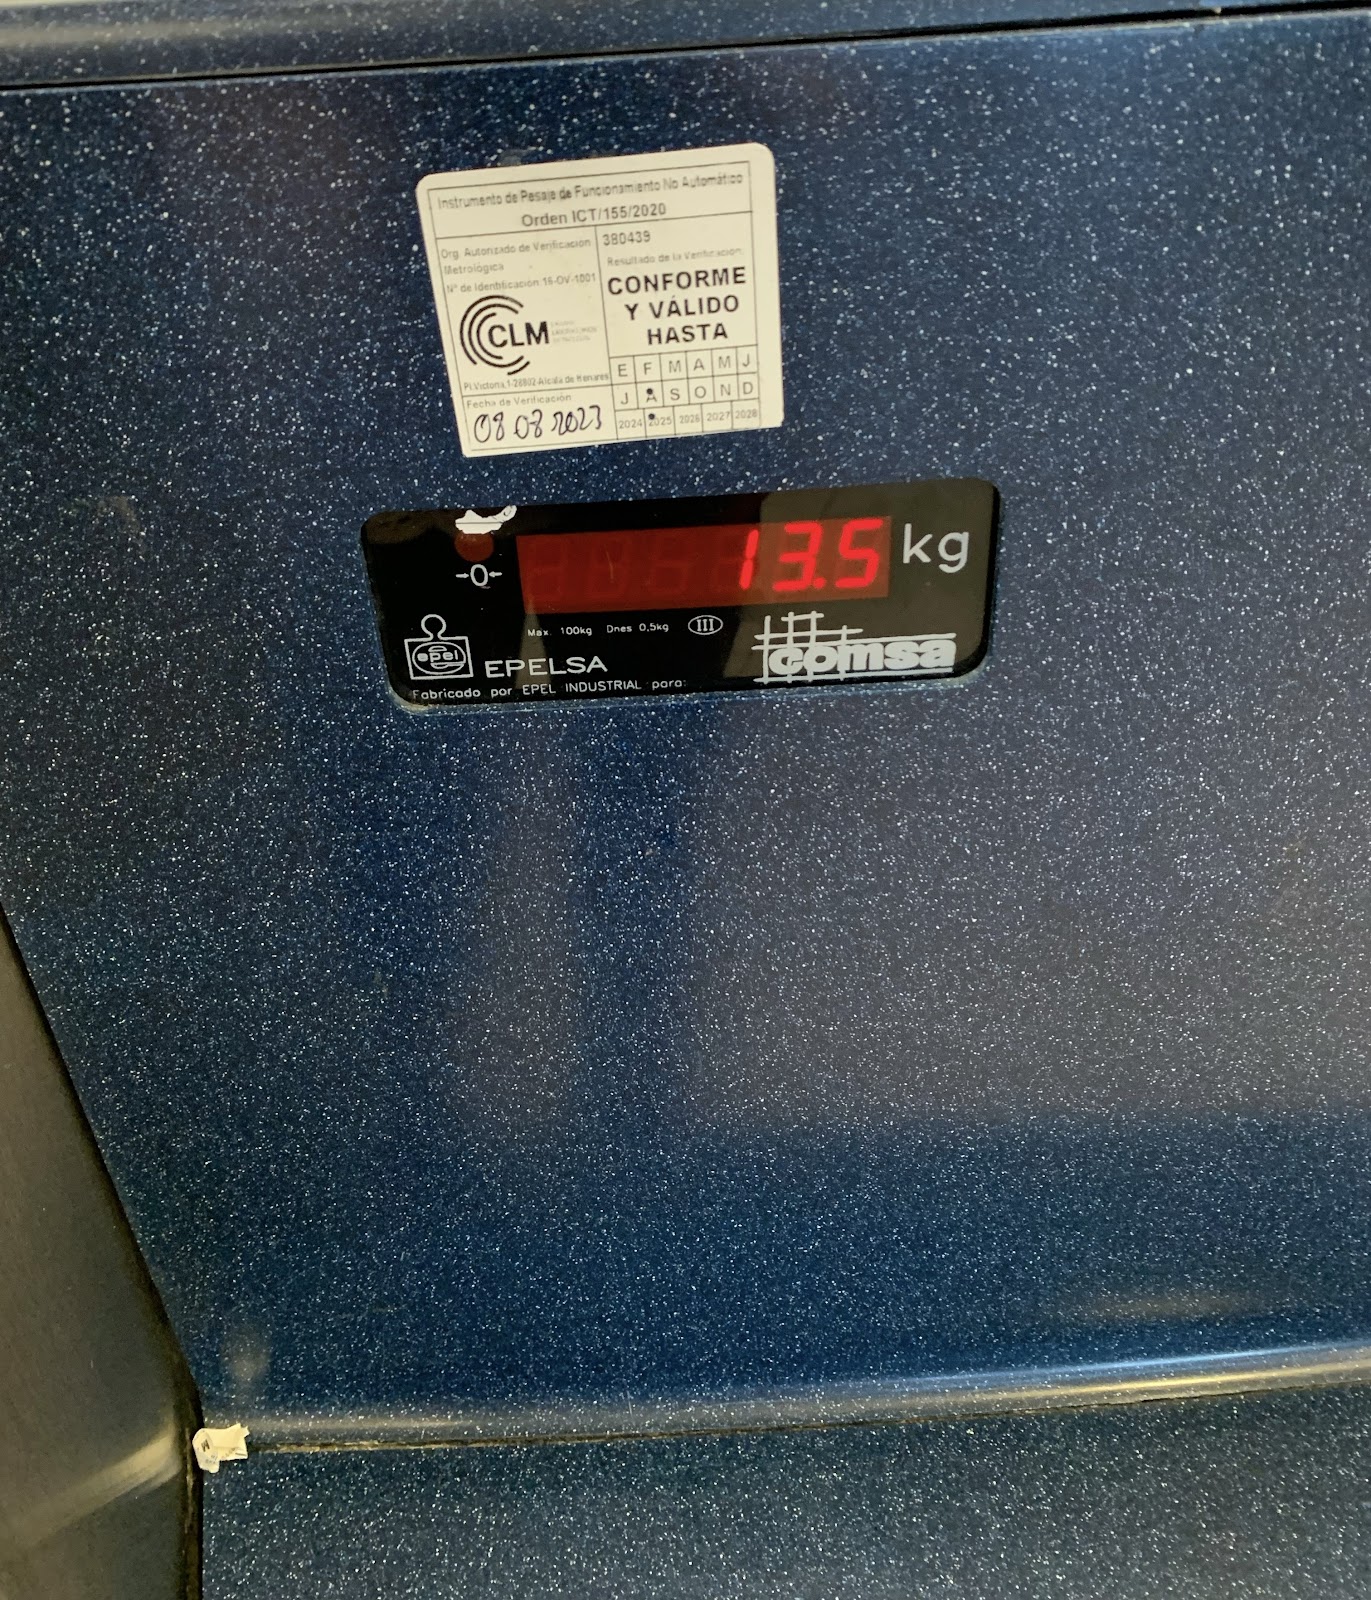 Instrumento de Pesaje de Funcionamiento No Automático
Orden ICT/155/2020
Org. Autorizado de Verificación
Metrológica
Nº de Identificación 16-OV-1001
CLM
Pl.Victoria,1-28802-Alcalá de Henares
Fecha de Verificación
08 08 2023
380439
Resultado de la Verificación:
CONFORME
Y VÁLIDO
HASTA
E F M A M J
J A S O N D
2024 2025 2026 2027 2028
13.5 kg
→0←
Max. 100kg Dnes 0,5kg III
epel EPELSA
comsa
Fabricado por EPEL INDUSTRIAL para:
M